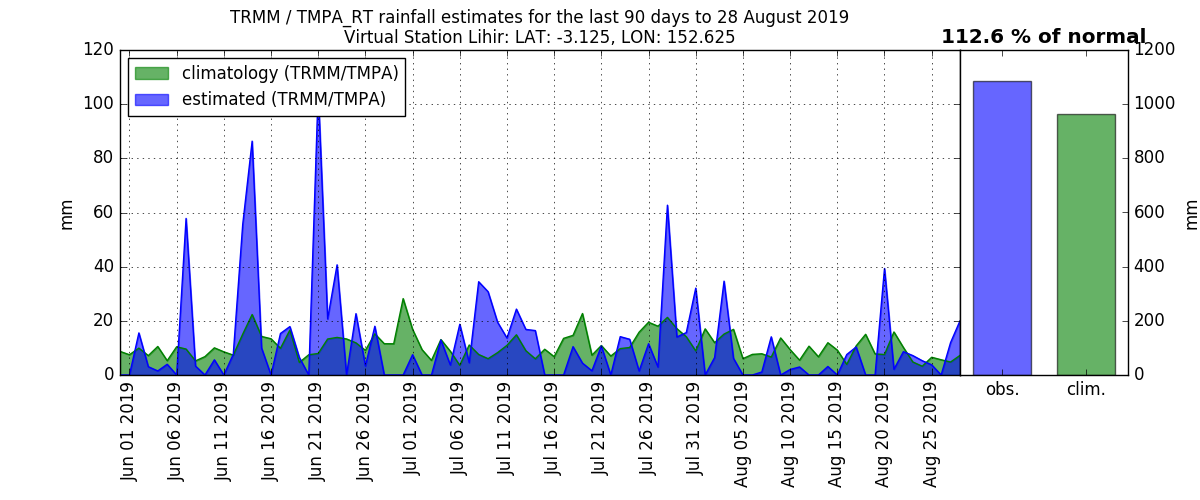 TRMM / TMPA_RT rainfall estimates for the last 90 days to 28 August 2019
Virtual Station Lihir: LAT: -3.125, LON: 152.625
112.6 % of normal
climatology (TRMM/TMPA)
estimated (TRMM/TMPA)
120
100
80
60
40
20
0
mm
1200
1000
800
600
400
200
0
mm
Jun 01 2019
Jun 06 2019
Jun 11 2019
Jun 16 2019
Jun 21 2019
Jun 26 2019
Jul 01 2019
Jul 06 2019
Jul 11 2019
Jul 16 2019
Jul 21 2019
Jul 26 2019
Jul 31 2019
Aug 05 2019
Aug 10 2019
Aug 15 2019
Aug 20 2019
Aug 25 2019
obs.
clim.